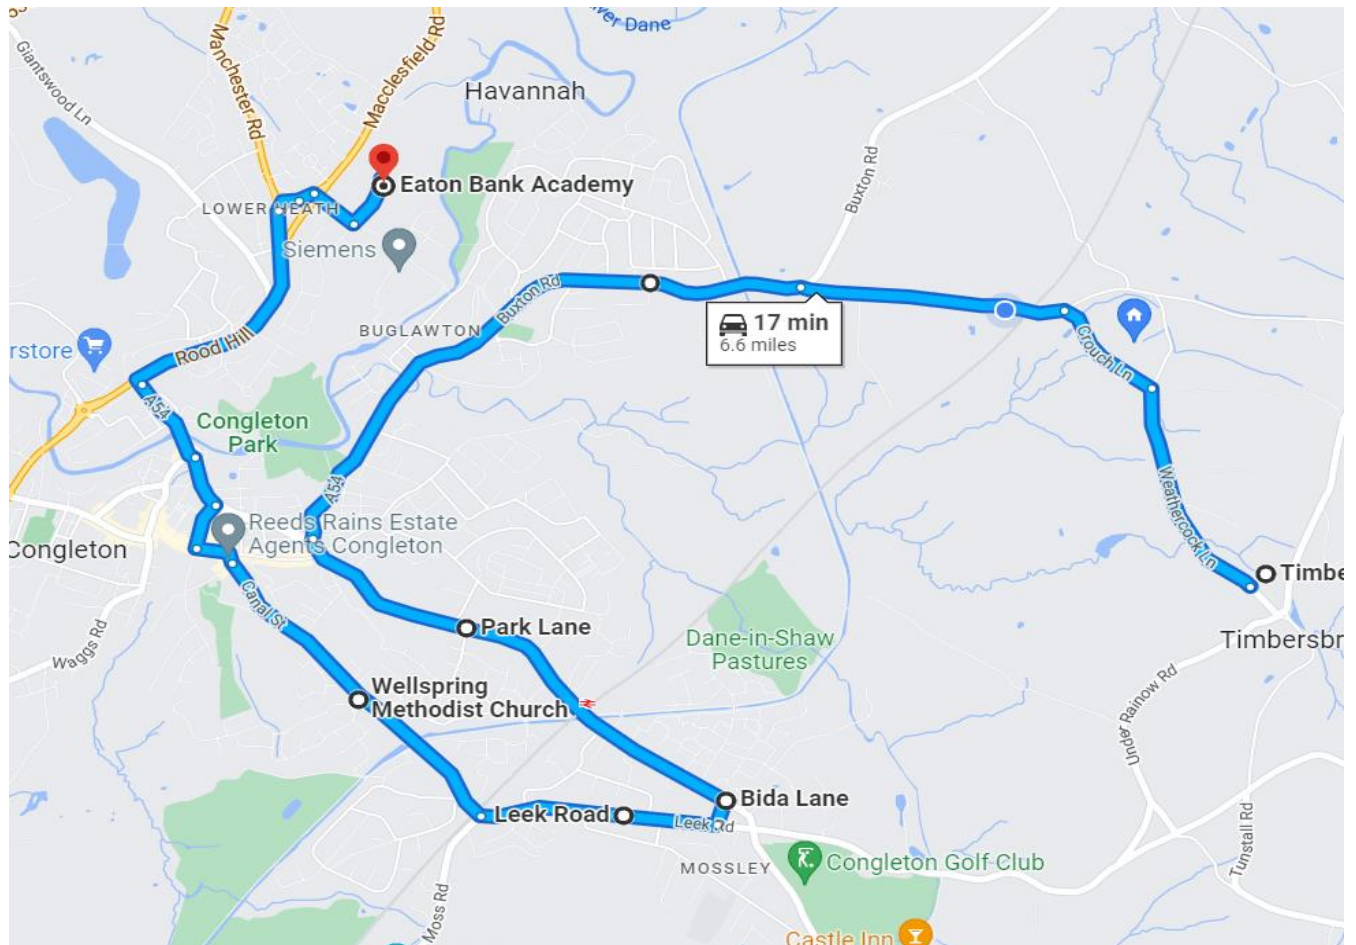 ver Dane
Giantswood Ln
Manchester Rd
Macclesfield Rd
Havannah
Eaton Bank Academy
LOWER HEATH
Siemens
Buxton Rd
Buxton Rd
BUGLAWTON
17 min
6.6 miles
rstore
Rood Hill
Crouch Ln
A54
Congleton
Park
A54
Weathercock Ln
Reeds Rains Estate
Agents Congleton
Congleton
Timbe
Canal St
Park Lane
Dane-in-Shaw
Pastures
Timbersbr
Waggs Rd
Wellspring
Methodist Church
Under Rainow Rd
Bida Lane
Leek Road
Leek Rd
Tunstall Rd
MOSSLEY
Congleton Golf Club
Moss Rd
Castle Inn